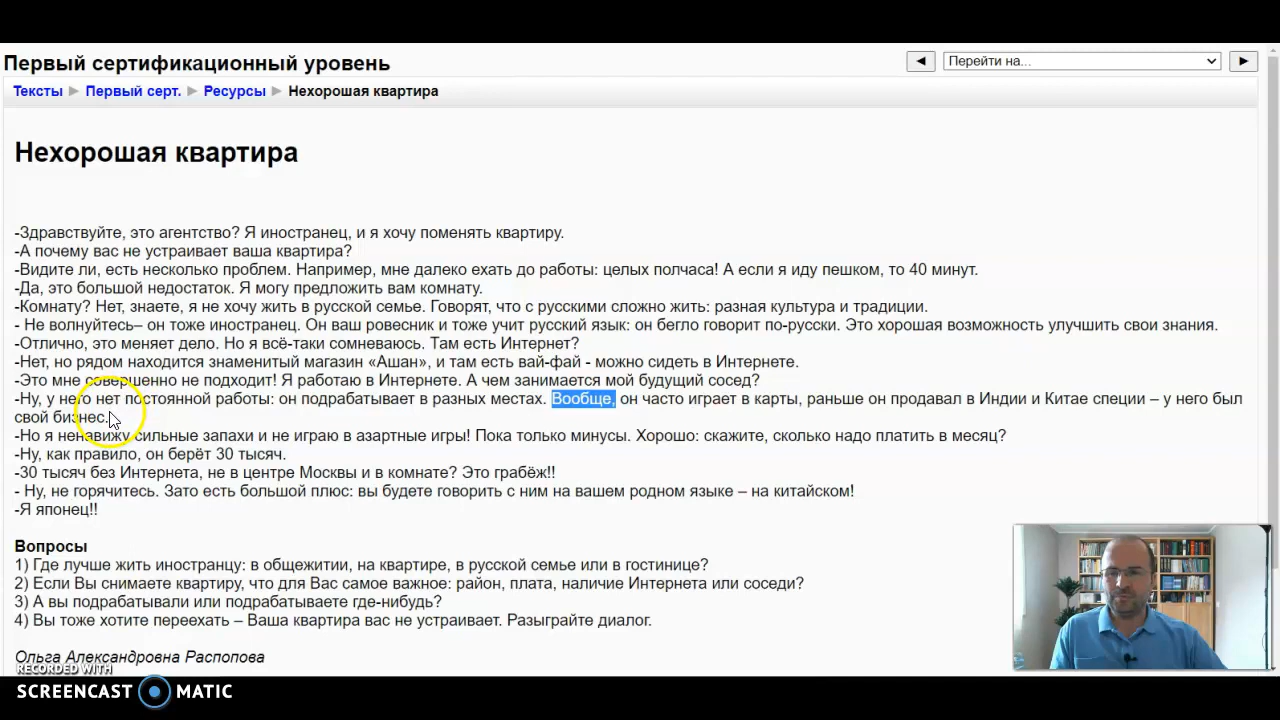 Первый сертификационный уровень
◄ Перейти на... ►
Тексты ► Первый серт. ► Ресурсы ► Нехорошая квартира
Нехорошая квартира
-Здравствуйте, это агентство? Я иностранец, и я хочу поменять квартиру.
-А почему вас не устраивает ваша квартира?
-Видите ли, есть несколько проблем. Например, мне далеко ехать до работы: целых полчаса! А если я иду пешком, то 40 минут.
-Да, это большой недостаток. Я могу предложить вам комнату.
-Комнату? Нет, знаете, я не хочу жить в русской семье. Говорят, что с русскими сложно жить: разная культура и традиции.
- Не волнуйтесь– он тоже иностранец. Он ваш ровесник и тоже учит русский язык: он бегло говорит по-русски. Это хорошая возможность улучшить свои знания.
-Отлично, это меняет дело. Но я всё-таки сомневаюсь. Там есть Интернет?
-Нет, но рядом находится знаменитый магазин «Ашан», и там есть вай-фай - можно сидеть в Интернете.
-Это мне совершенно не подходит! Я работаю в Интернете. А чем занимается мой будущий сосед?
-Ну, у него нет постоянной работы: он подрабатывает в разных местах. Вообще, он часто играет в карты, раньше он продавал в Индии и Китае специи – у него был
свой бизнес.
-Но я ненавижу сильные запахи и не играю в азартные игры! Пока только минусы. Хорошо: скажите, сколько надо платить в месяц?
-Ну, как правило, он берёт 30 тысяч.
-30 тысяч без Интернета, не в центре Москвы и в комнате? Это грабёж!!
- Ну, не горячитесь. Зато есть большой плюс: вы будете говорить с ним на вашем родном языке – на китайском!
-Я японец!!
Вопросы
1) Где лучше жить иностранцу: в общежитии, на квартире, в русской семье или в гостинице?
2) Если Вы снимаете квартиру, что для Вас самое важное: район, плата, наличие Интернета или соседи?
3) А вы подрабатывали или подрабатываете где-нибудь?
4) Вы тоже хотите переехать – Ваша квартира вас не устраивает. Разыграйте диалог.
Ольга Александровна Распопова
RECORDED WITH
SCREENCAST MATIC